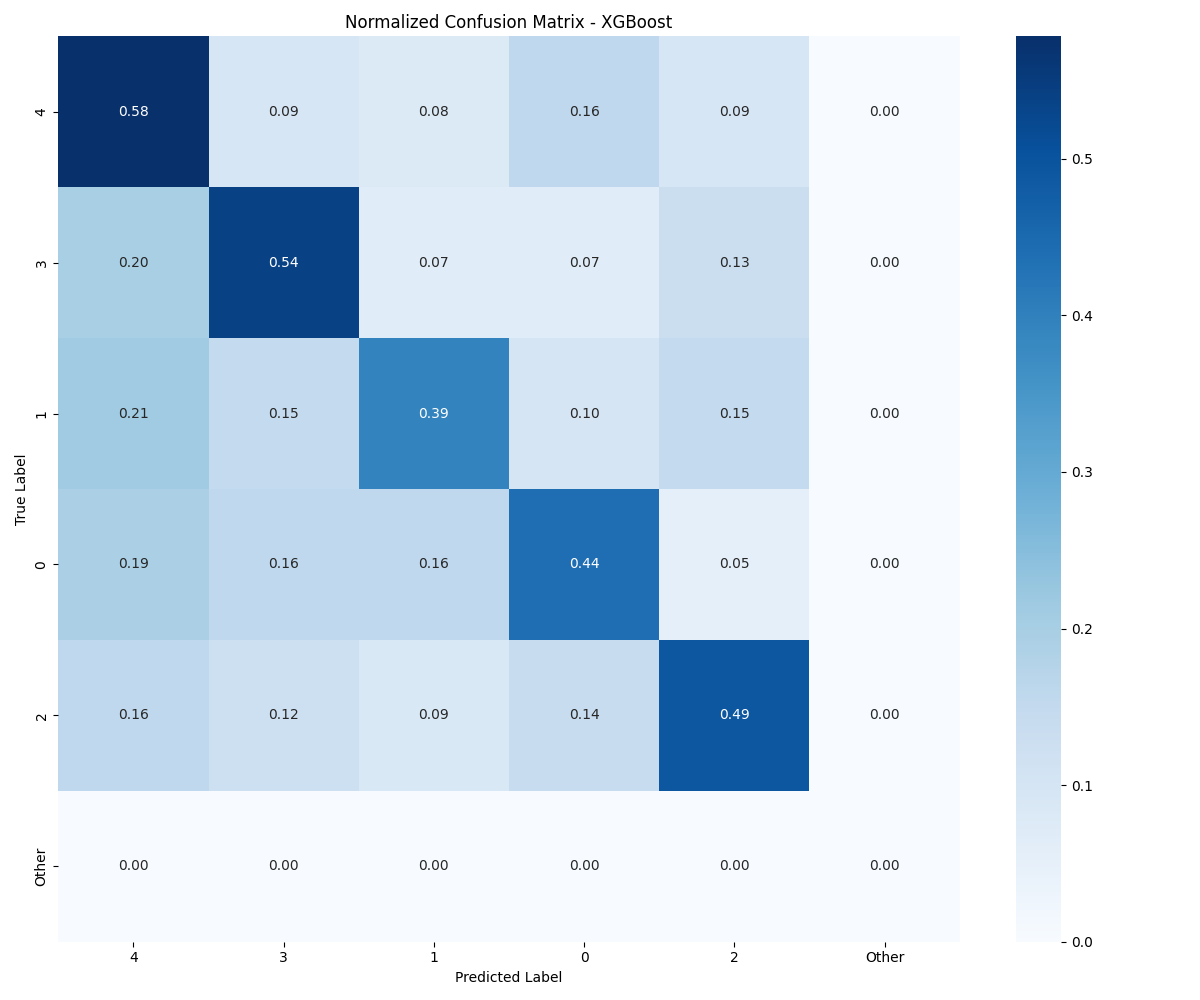 Normalized Confusion Matrix - XGBoost
4 0.58 0.09 0.08 0.16 0.09 0.00
3 0.20 0.54 0.07 0.07 0.13 0.00
1 0.21 0.15 0.39 0.10 0.15 0.00
0 0.19 0.16 0.16 0.44 0.05 0.00
2 0.16 0.12 0.09 0.14 0.49 0.00
Other 0.00 0.00 0.00 0.00 0.00 0.00
4 3 1 0 2 Other
Predicted Label
True Label
0.5
0.4
0.3
0.2
0.1
0.0